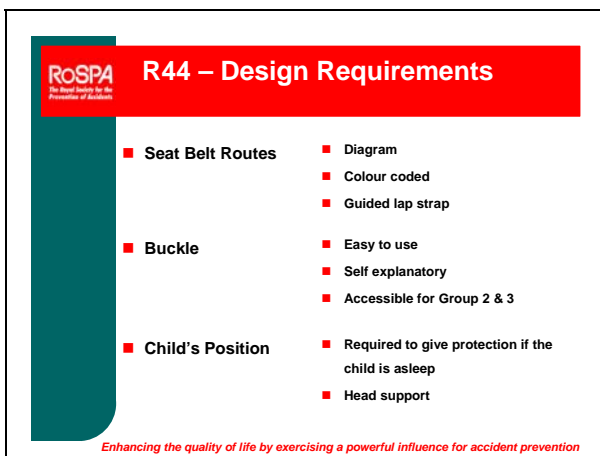 RoSPA
The Royal Society for the
Prevention of Accidents
R44 – Design Requirements
Seat Belt Routes
Diagram
Colour coded
Guided lap strap
Buckle
Easy to use
Self explanatory
Accessible for Group 2 & 3
Child's Position
Required to give protection if the
child is asleep
Head support
Enhancing the quality of life by exercising a powerful influence for accident prevention